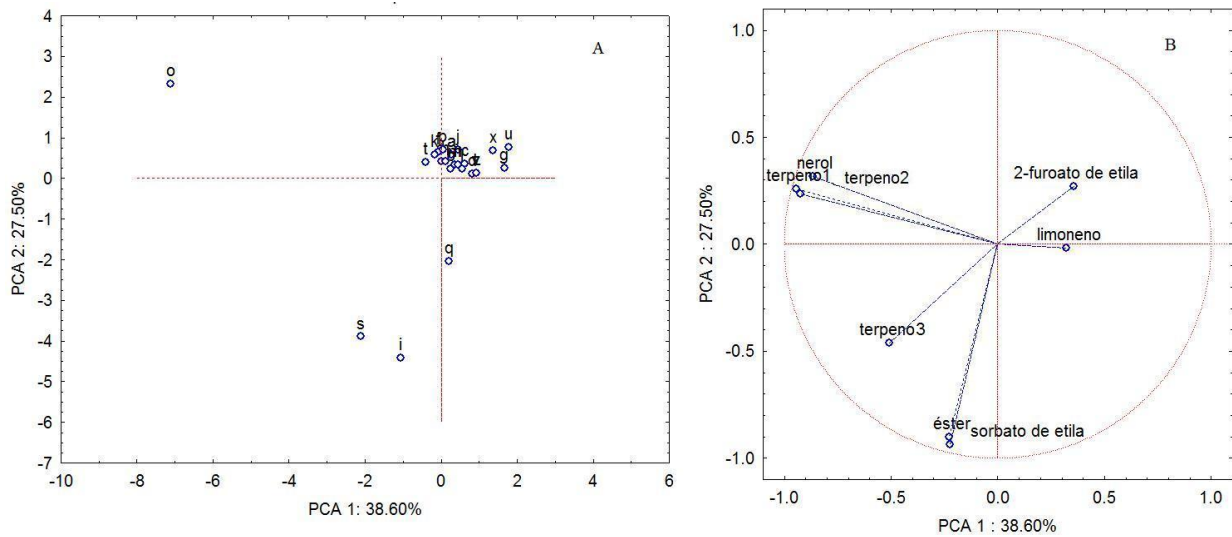 A
4
3
2
1
0
-1
-2
-3
-4
-5
-6
-7
PCA 2: 27.50%
o
t
k
j
c
x
u
g
z
q
s
i
-10
-8
-6
-4
-2
0
2
4
6
PCA 1: 38.60%
B
1.0
0.5
0.0
-0.5
-1.0
PCA 2 : 27.50%
nerol
terpeno1
terpeno2
2-furoato de etila
limoneno
terpeno3
éster
sorbato de etila
-1.0
-0.5
0.0
0.5
1.0
PCA 1 : 38.60%